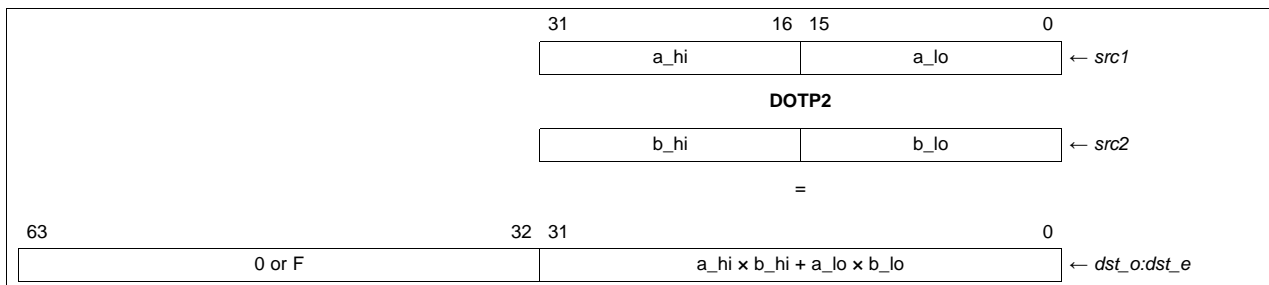 31 16 15 0
a_hi a_lo ← src1
DOTP2
b_hi b_lo ← src2
=
63 32 31 0
0 or F a_hi × b_hi + a_lo × b_lo ← dst_o:dst_e